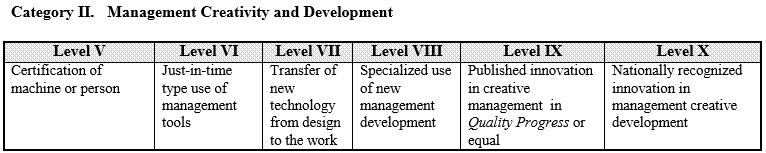 Category II. Management Creativity and Development
Level V Level VI Level VII Level VIII Level IX Level X
Certification of Just-in-time Transfer of Specialized use Published innovation Nationally recognized
machine or person type use of new of new in creative innovation in
management technology management management in management creative
tools from design development Quality Progress or development
to the work equal